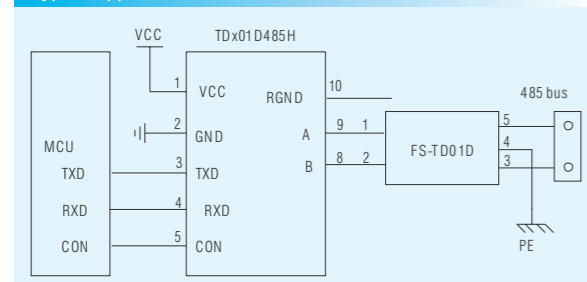 VCC
TDx01D485H
1
VCC
10
RGND
485 bus
2
GND
A
9
1
5
MCU
FS-TD01D
4
TXD
3
TXD
B
8
2
3
RXD
4
RXD
CON
5
CON
PE